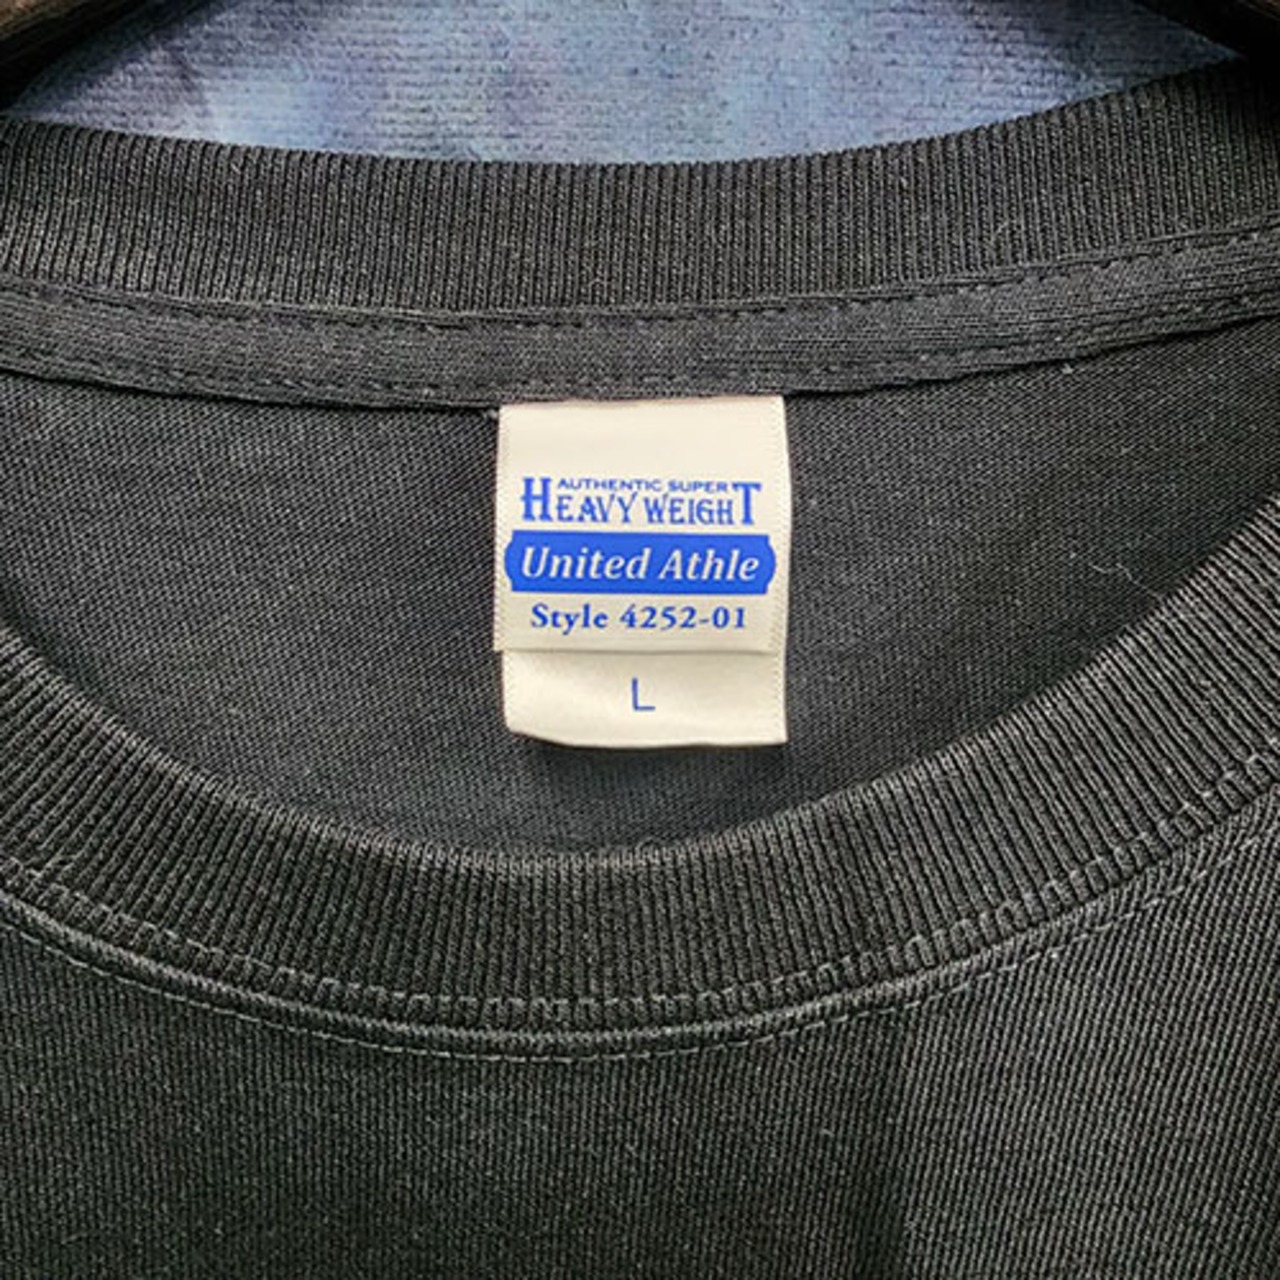 AUTHENTIC SUPER
HEAVY WEIGHT
United Athle
Style 4252-01
L